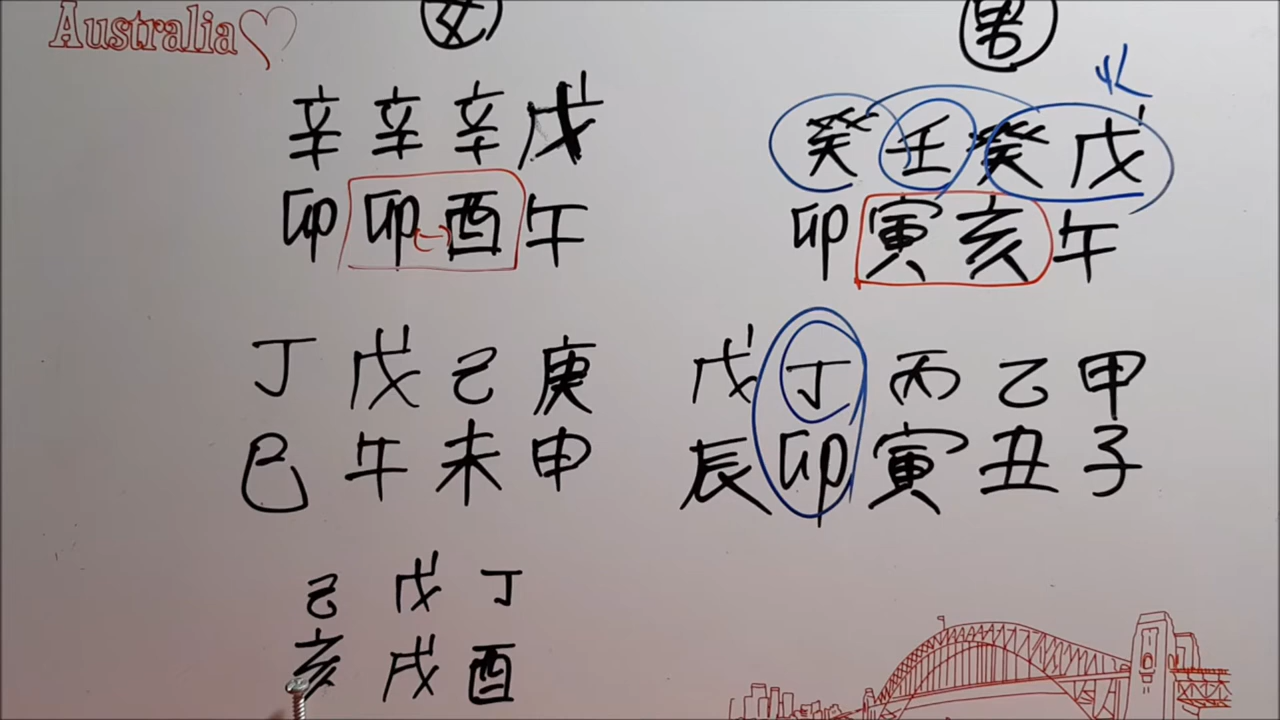 Australia
女 男
辛 辛 辛 戊 癸 壬 癸 戊
卯 卯 酉 午 卯 寅 亥 午
丁 戊 己 庚 戊 丁 丙 乙 甲
巳 午 未 申 辰 卯 寅 丑 子
己 戊 丁
亥 戌 酉